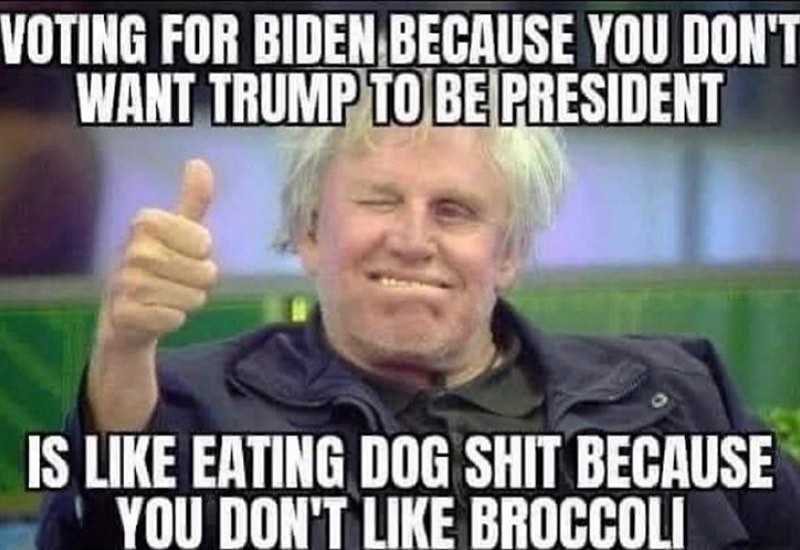 VOTING FOR BIDEN BECAUSE YOU DON'T
WANT TRUMP TO BE PRESIDENT
IS LIKE EATING DOG SHIT BECAUSE
YOU DON'T LIKE BROCCOLI